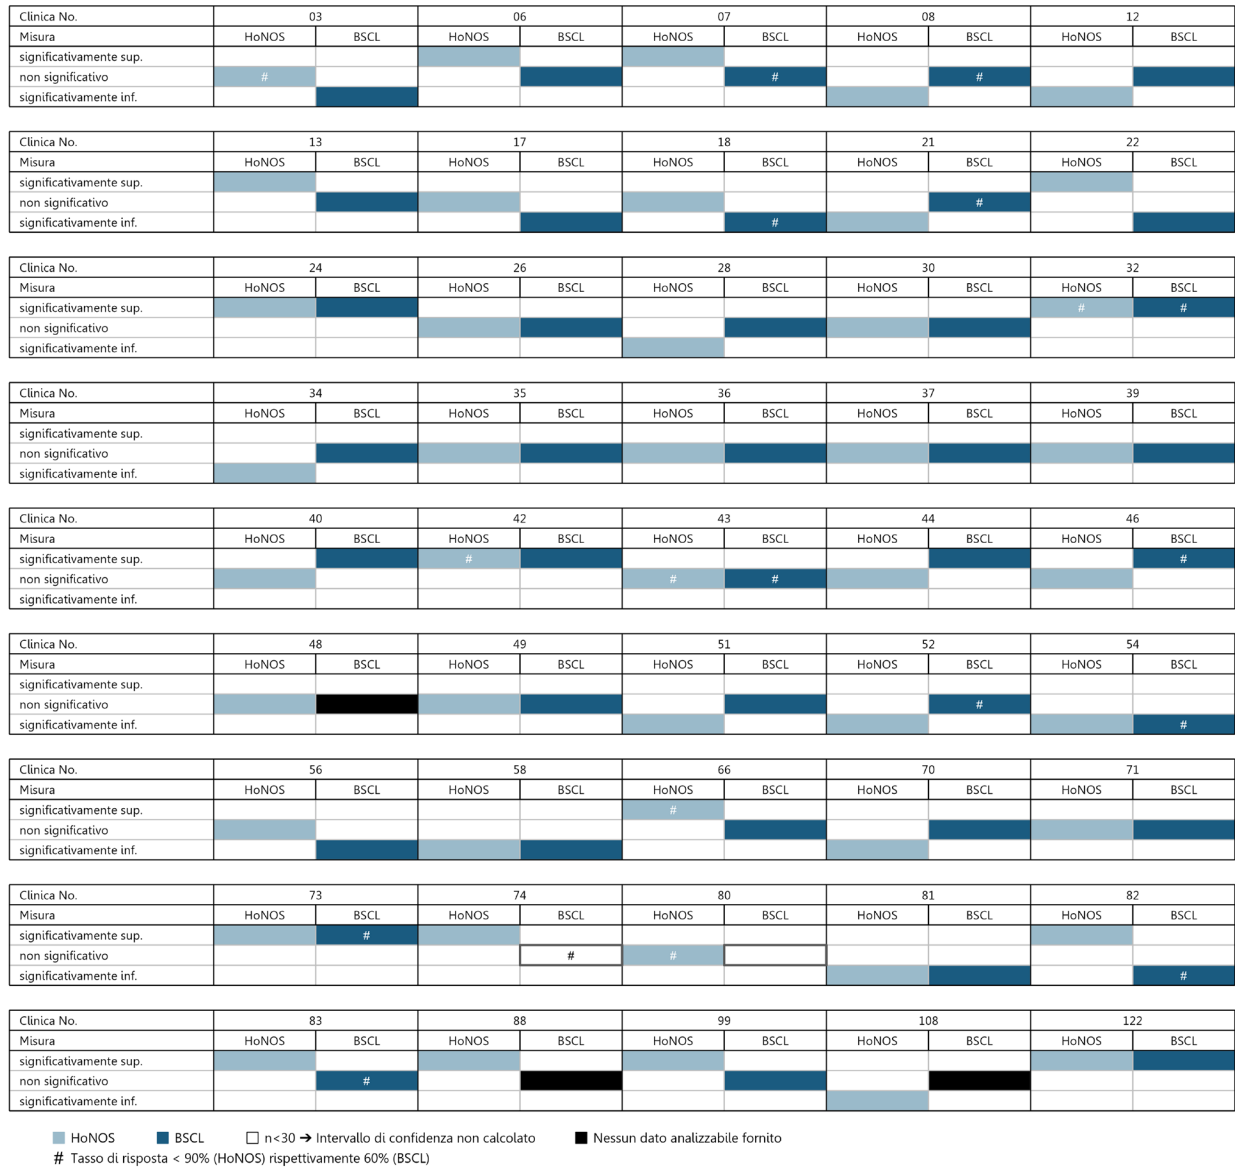 Clinica No. 03 06 07 08 12
Misura HoNOS BSCL HoNOS BSCL HoNOS BSCL HoNOS BSCL HoNOS BSCL
significativamente sup.
non significativo # # #
significativamente inf.
Clinica No. 13 17 18 21 22
Misura HoNOS BSCL HoNOS BSCL HoNOS BSCL HoNOS BSCL HoNOS BSCL
significativamente sup.
non significativo #
significativamente inf. #
Clinica No. 24 26 28 30 32
Misura HoNOS BSCL HoNOS BSCL HoNOS BSCL HoNOS BSCL HoNOS BSCL
significativamente sup. # #
non significativo
significativamente inf.
Clinica No. 34 35 36 37 39
Misura HoNOS BSCL HoNOS BSCL HoNOS BSCL HoNOS BSCL HoNOS BSCL
significativamente sup.
non significativo
significativamente inf.
Clinica No. 40 42 43 44 46
Misura HoNOS BSCL HoNOS BSCL HoNOS BSCL HoNOS BSCL HoNOS BSCL
significativamente sup. # #
non significativo # #
significativamente inf.
Clinica No. 48 49 51 52 54
Misura HoNOS BSCL HoNOS BSCL HoNOS BSCL HoNOS BSCL HoNOS BSCL
significativamente sup.
non significativo #
significativamente inf. #
Clinica No. 56 58 66 70 71
Misura HoNOS BSCL HoNOS BSCL HoNOS BSCL HoNOS BSCL HoNOS BSCL
significativamente sup. #
non significativo
significativamente inf.
Clinica No. 73 74 80 81 82
Misura HoNOS BSCL HoNOS BSCL HoNOS BSCL HoNOS BSCL HoNOS BSCL
significativamente sup. #
non significativo # #
significativamente inf. #
Clinica No. 83 88 99 108 122
Misura HoNOS BSCL HoNOS BSCL HoNOS BSCL HoNOS BSCL HoNOS BSCL
significativamente sup.
non significativo #
significativamente inf.
HoNOS BSCL n<30 ➔ Intervallo di confidenza non calcolato Nessun dato analizzabile fornito
# Tasso di risposta < 90% (HoNOS) rispettivamente 60% (BSCL)